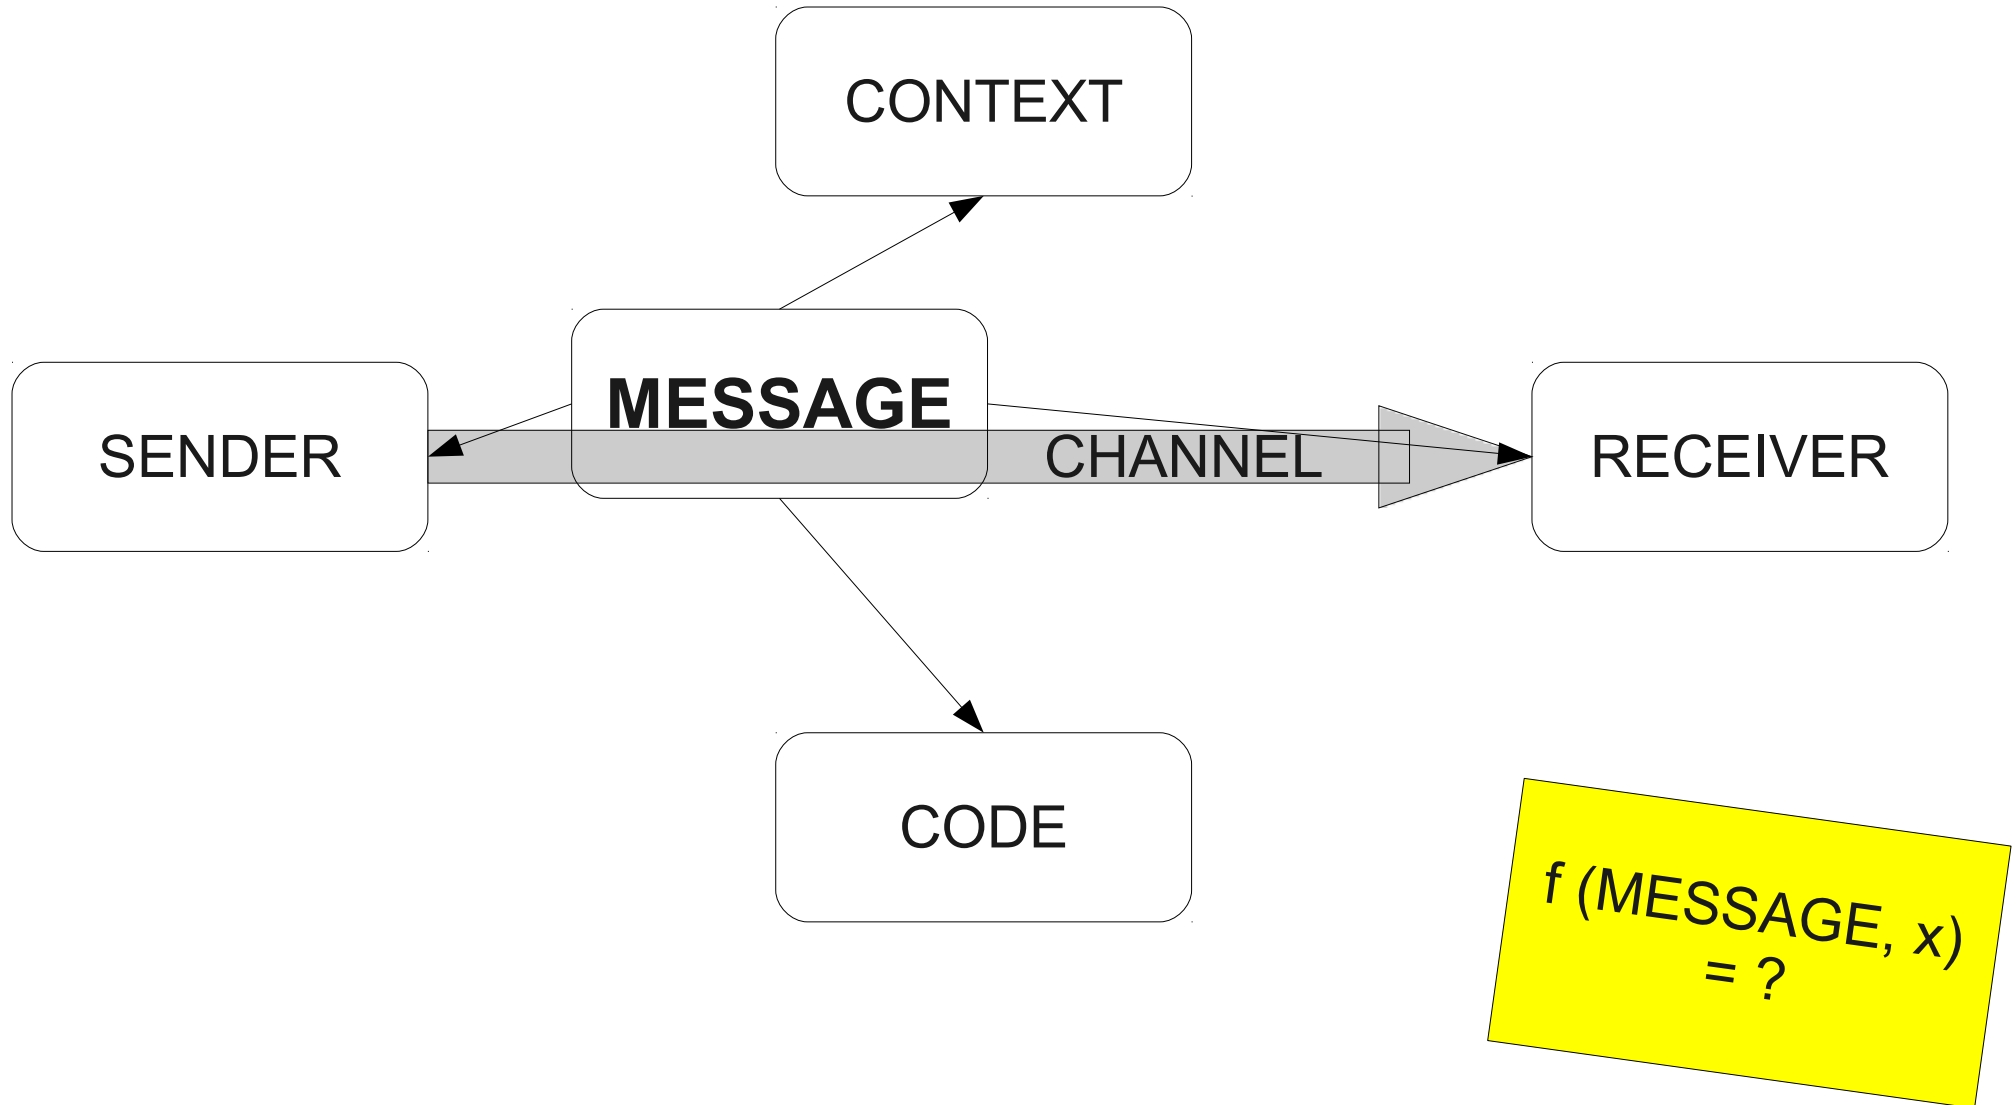 CONTEXT
MESSAGE
SENDER
CHANNEL
RECEIVER
CODE
f (MESSAGE, x)
= ?